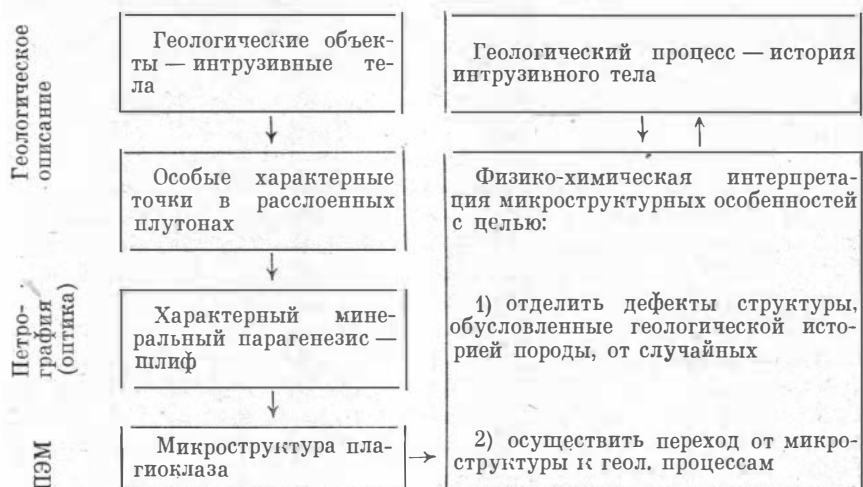 Геологическое
описание
Геологические объек-
ты — интрузивные те-
ла
Особые характерные
точки в расслоенных
плутонах
Петро-
графия
(оптика)
Характерный мине-
ральный парагенезис —
шлиф
ПЭМ
Микроструктура пла-
гиоклаза
Геологический процесс — история
интрузивного тела
Физико-химическая интерпрета-
ция микроструктурных особенностей
с целью:
1) отделить дефекты структуры,
обусловленные геологической исто-
рией породы, от случайных
2) осуществить переход от микро-
структуры к геол. процессам